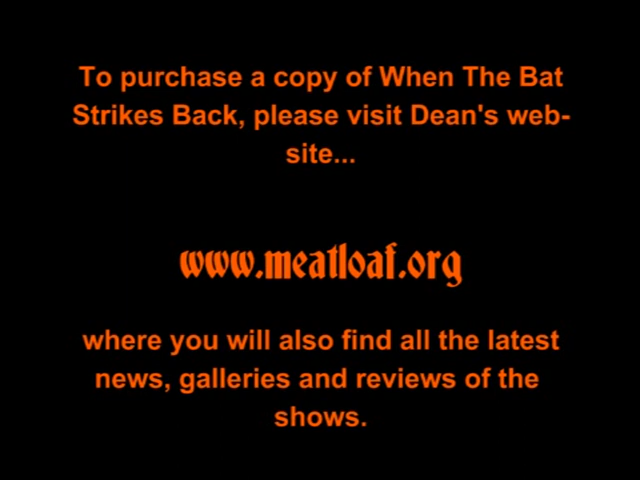 To purchase a copy of When The Bat
Strikes Back, please visit Dean's web-
site...
www.meatloaf.org
where you will also find all the latest
news, galleries and reviews of the
shows.